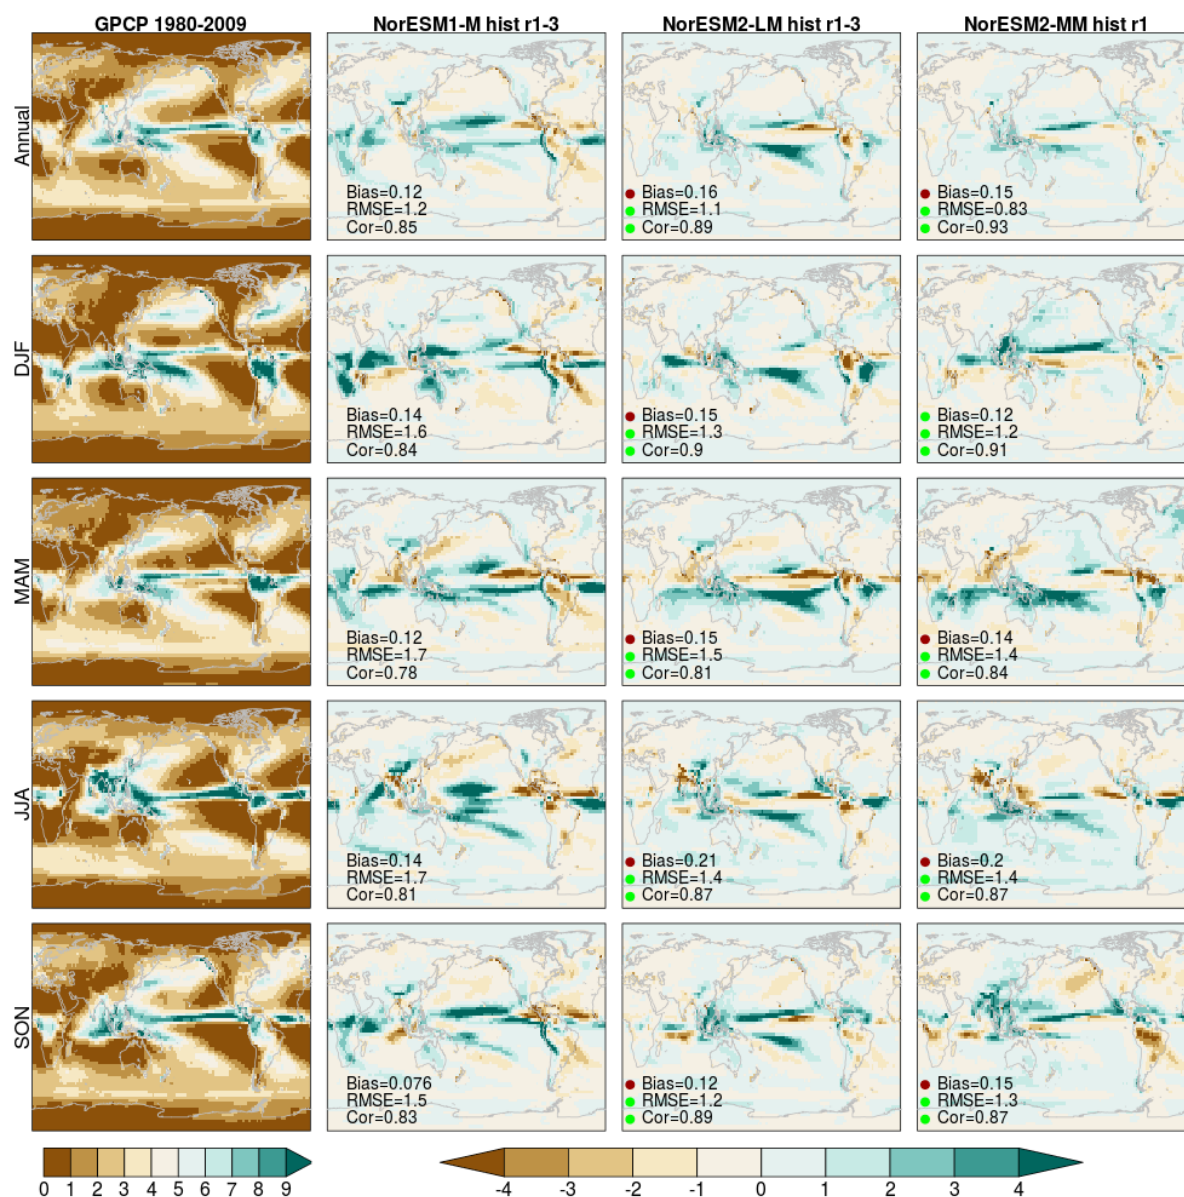 GPCP 1980-2009
NorESM1-M hist r1-3
NorESM2-LM hist r1-3
NorESM2-MM hist r1
Annual
Bias=0.12
RMSE=1.2
Cor=0.85
Bias=0.16
RMSE=1.1
Cor=0.89
Bias=0.15
RMSE=0.83
Cor=0.93
DJF
Bias=0.14
RMSE=1.6
Cor=0.84
Bias=0.15
RMSE=1.3
Cor=0.9
Bias=0.12
RMSE=1.2
Cor=0.91
MAM
Bias=0.12
RMSE=1.7
Cor=0.78
Bias=0.15
RMSE=1.5
Cor=0.81
Bias=0.14
RMSE=1.4
Cor=0.84
JJA
Bias=0.14
RMSE=1.7
Cor=0.81
Bias=0.21
RMSE=1.4
Cor=0.87
Bias=0.2
RMSE=1.4
Cor=0.87
SON
Bias=0.076
RMSE=1.5
Cor=0.83
Bias=0.12
RMSE=1.2
Cor=0.89
Bias=0.15
RMSE=1.3
Cor=0.87
0 1 2 3 4 5 6 7 8 9
-4 -3 -2 -1 0 1 2 3 4